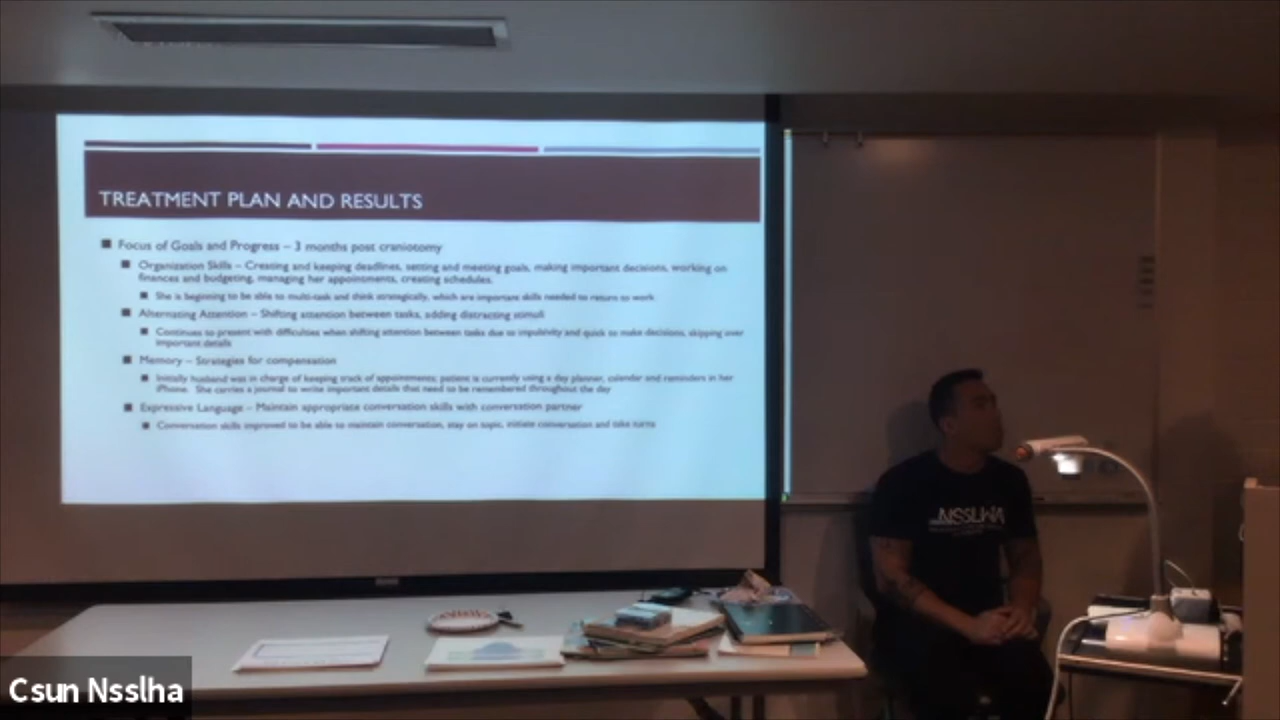 TREATMENT PLAN AND RESULTS
Focus of Goals and Progress – 3 months post craniotomy
Organization Skills – Creating and keeping deadlines, setting and meeting goals, making important decisions, working on
finances and budgeting, managing her appointments, creating schedules.
She is beginning to be able to multi-task and think strategically, which are important skills needed to return to work
Alternating Attention – Shifting attention between tasks, adding distracting stimuli
Continues to present with difficulties when shifting attention between tasks due to impulsivity and quick to make decisions, skipping over
important details
Memory – Strategies for compensation
Initially husband was in charge of keeping track of appointments; patient is currently using a day planner, calendar and reminders in her
iPhone. She carries a journal to write important details that need to be remembered throughout the day
Expressive Language – Maintain appropriate conversation skills with conversation partner
Conversation skills improved to be able to maintain conversation, stay on topic, initiate conversation and take turns
NSSLHA
Csun Nsslha